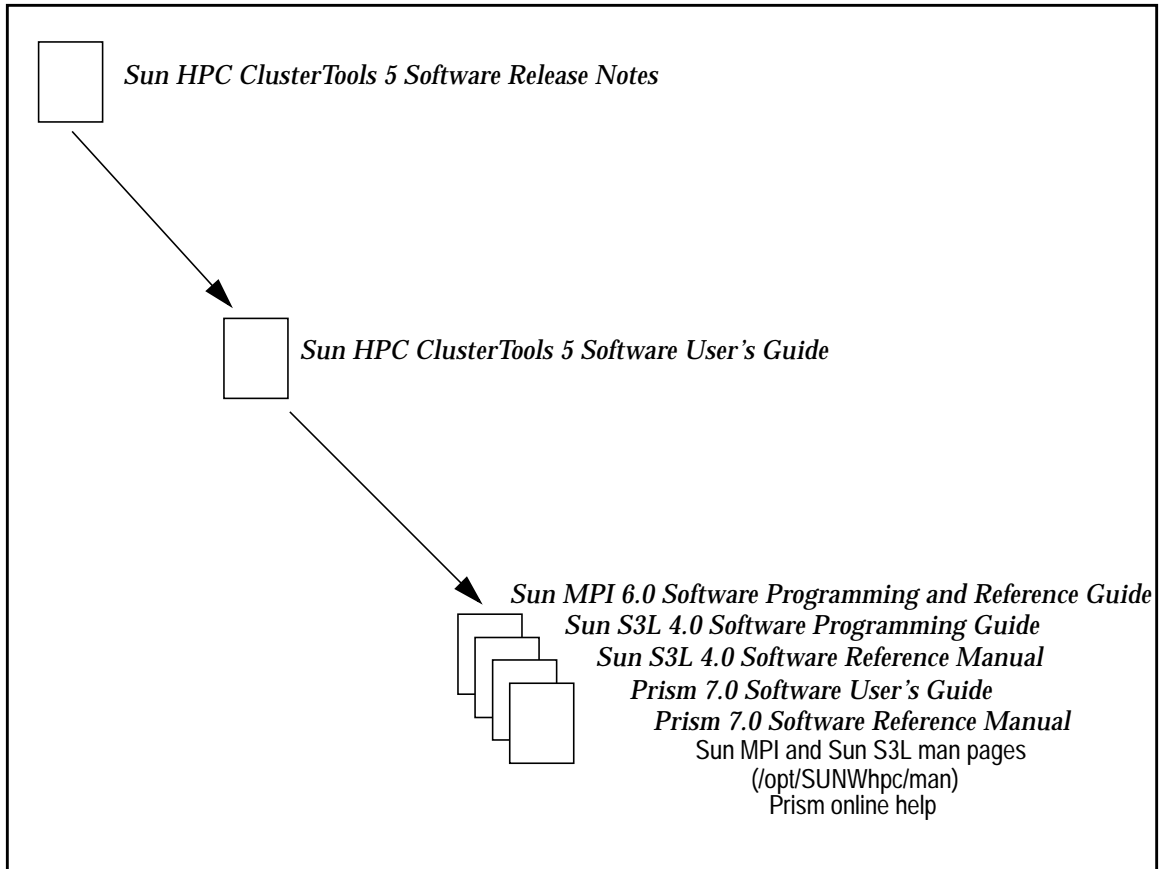 Sun HPC ClusterTools 5 Software Release Notes
Sun HPC ClusterTools 5 Software User's Guide
Sun MPI 6.0 Software Programming and Reference Guide
Sun S3L 4.0 Software Programming Guide
Sun S3L 4.0 Software Reference Manual
Prism 7.0 Software User's Guide
Prism 7.0 Software Reference Manual
Sun MPI and Sun S3L man pages
(/opt/SUNWhpc/man)
Prism online help